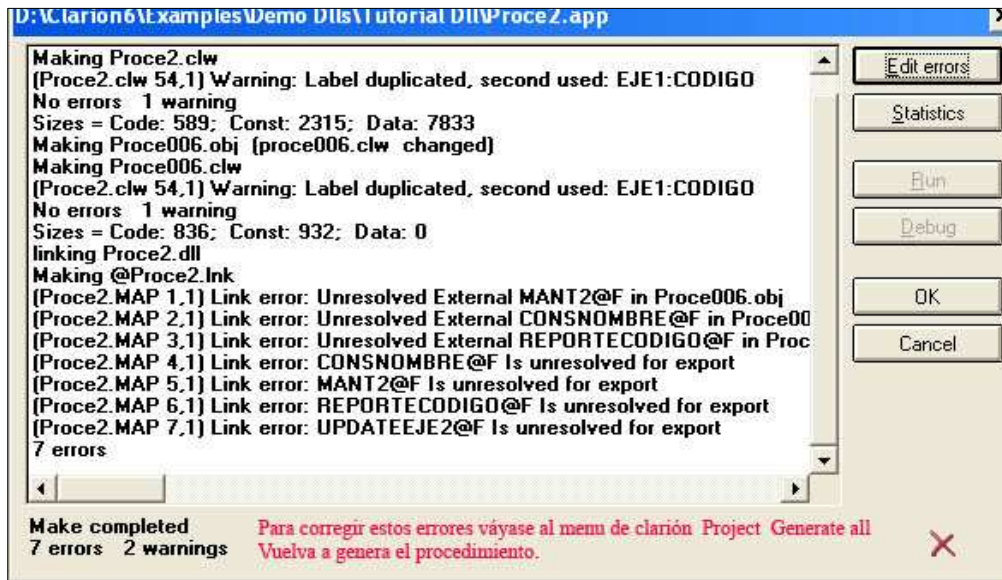 D:\Clarion6\Examples\Demo Dlls\Tutorial Dll\Proce2.app
Making Proce2.clw
(Proce2.clw 54,1) Warning: Label duplicated, second used: EJE1:CODIGO
No errors 1 warning
Sizes = Code: 589; Const: 2315; Data: 7833
Making Proce006.obj (proce006.clw changed)
Making Proce006.clw
(Proce2.clw 54,1) Warning: Label duplicated, second used: EJE1:CODIGO
No errors 1 warning
Sizes = Code: 836; Const: 932; Data: 0
linking Proce2.dll
Making @Proce2.lnk
(Proce2.MAP 1,1) Link error: Unresolved External MANT2@F in Proce006.obj
(Proce2.MAP 2,1) Link error: Unresolved External CONSNOMBRE@F in Proce00
(Proce2.MAP 3,1) Link error: Unresolved External REPORTECODIGO@F in Proc
(Proce2.MAP 4,1) Link error: CONSNOMBRE@F Is unresolved for export
(Proce2.MAP 5,1) Link error: MANT2@F Is unresolved for export
(Proce2.MAP 6,1) Link error: REPORTECODIGO@F Is unresolved for export
(Proce2.MAP 7,1) Link error: UPDATEEJE2@F Is unresolved for export
7 errors
Edit errors
Statistics
Run
Debug
OK
Cancel
Make completed
7 errors 2 warnings
Para corregir estos errores váyase al menu de clarión Project Generate all
Vuelva a genera el procedimiento.